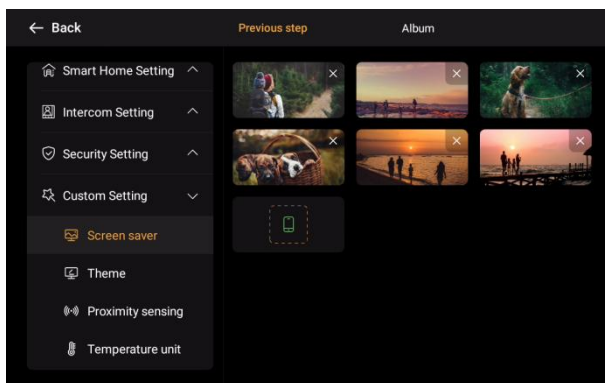 Back
Previous step
Album
Smart Home Setting
Intercom Setting
Security Setting
Custom Setting
Screen saver
Theme
Proximity sensing
Temperature unit